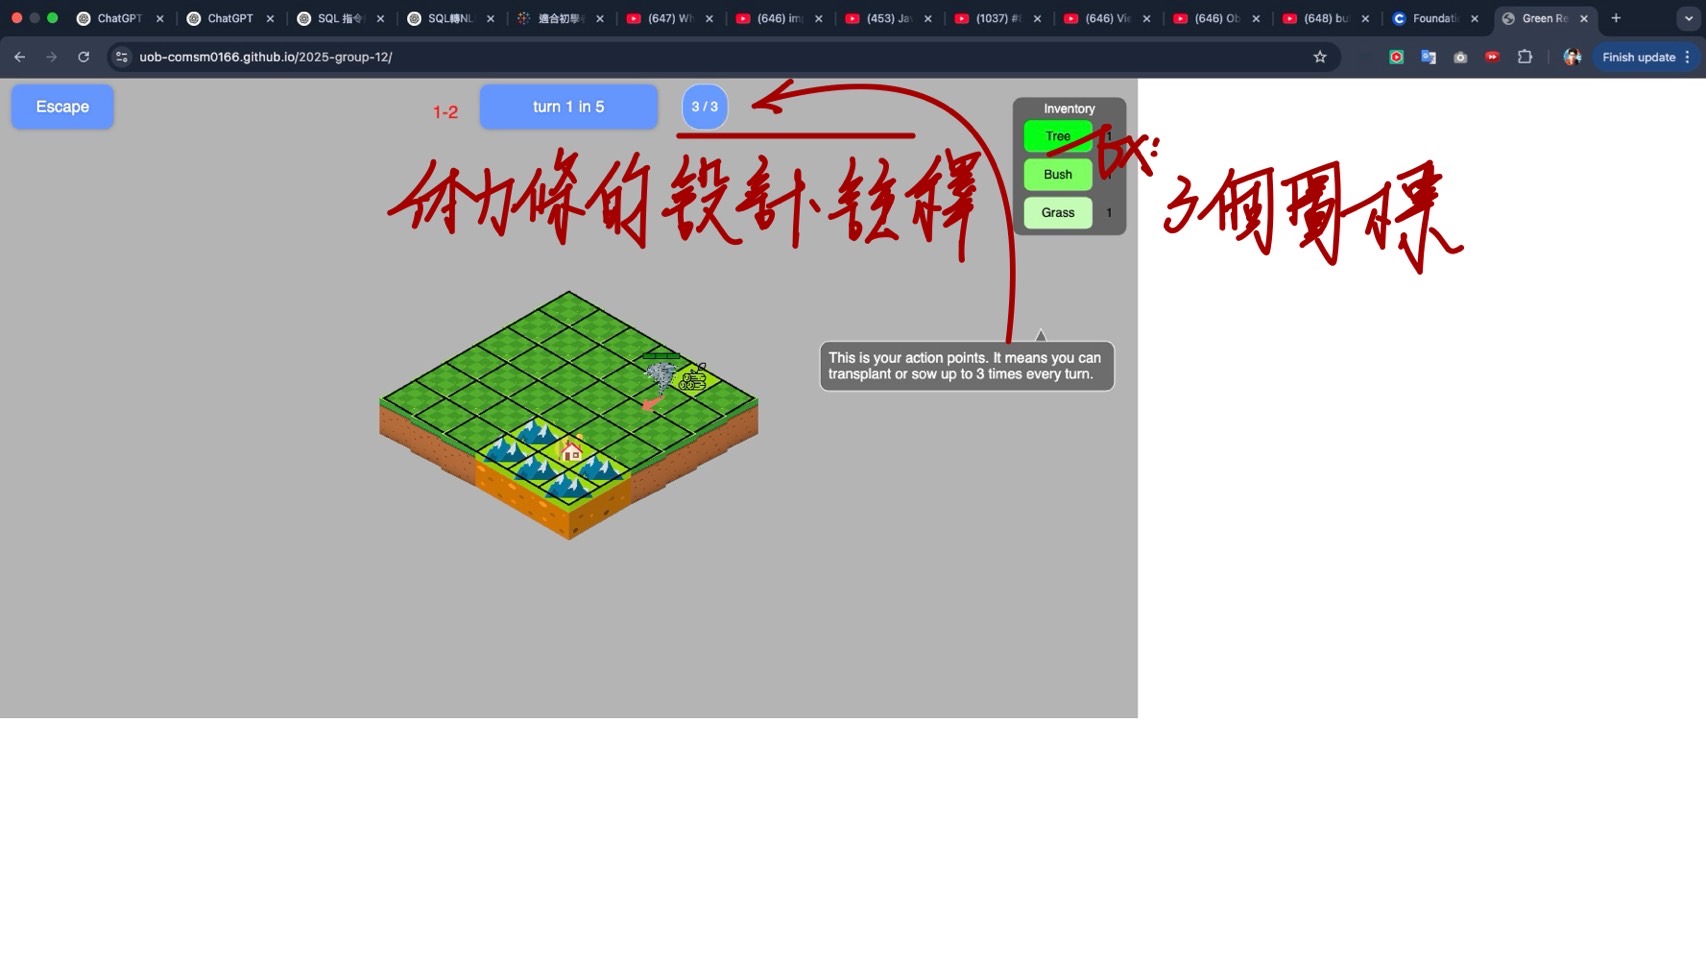 ChatGPT
ChatGPT
SQL 指令
SQL轉NL
適合初學
(647) Wh
(646) im
(453) Ja
(1037) #
(646) Vi
(646) Ob
(648) bu
Foundati
Green Re
uob-comsm0166.github.io/2025-group-12/
Finish update
Escape
1-2
turn 1 in 5
3 / 3
Inventory
Tree 1
Bush
Grass 1
体力條的設計、註釋
ex:
3個圖標
This is your action points. It means you can
transplant or sow up to 3 times every turn.